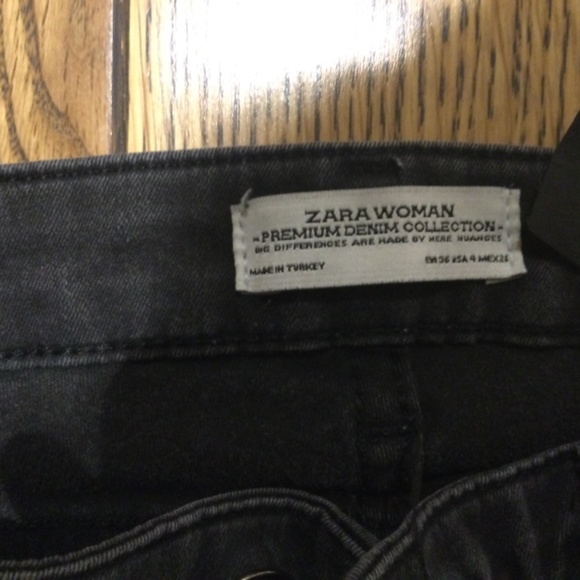 ZARA WOMAN
-PREMIUM DENIM COLLECTION-
BIG DIFFERENCES ARE MADE BY MERE NUANCES
MADE IN TURKEY EUR 36 USA 4 MEX 26